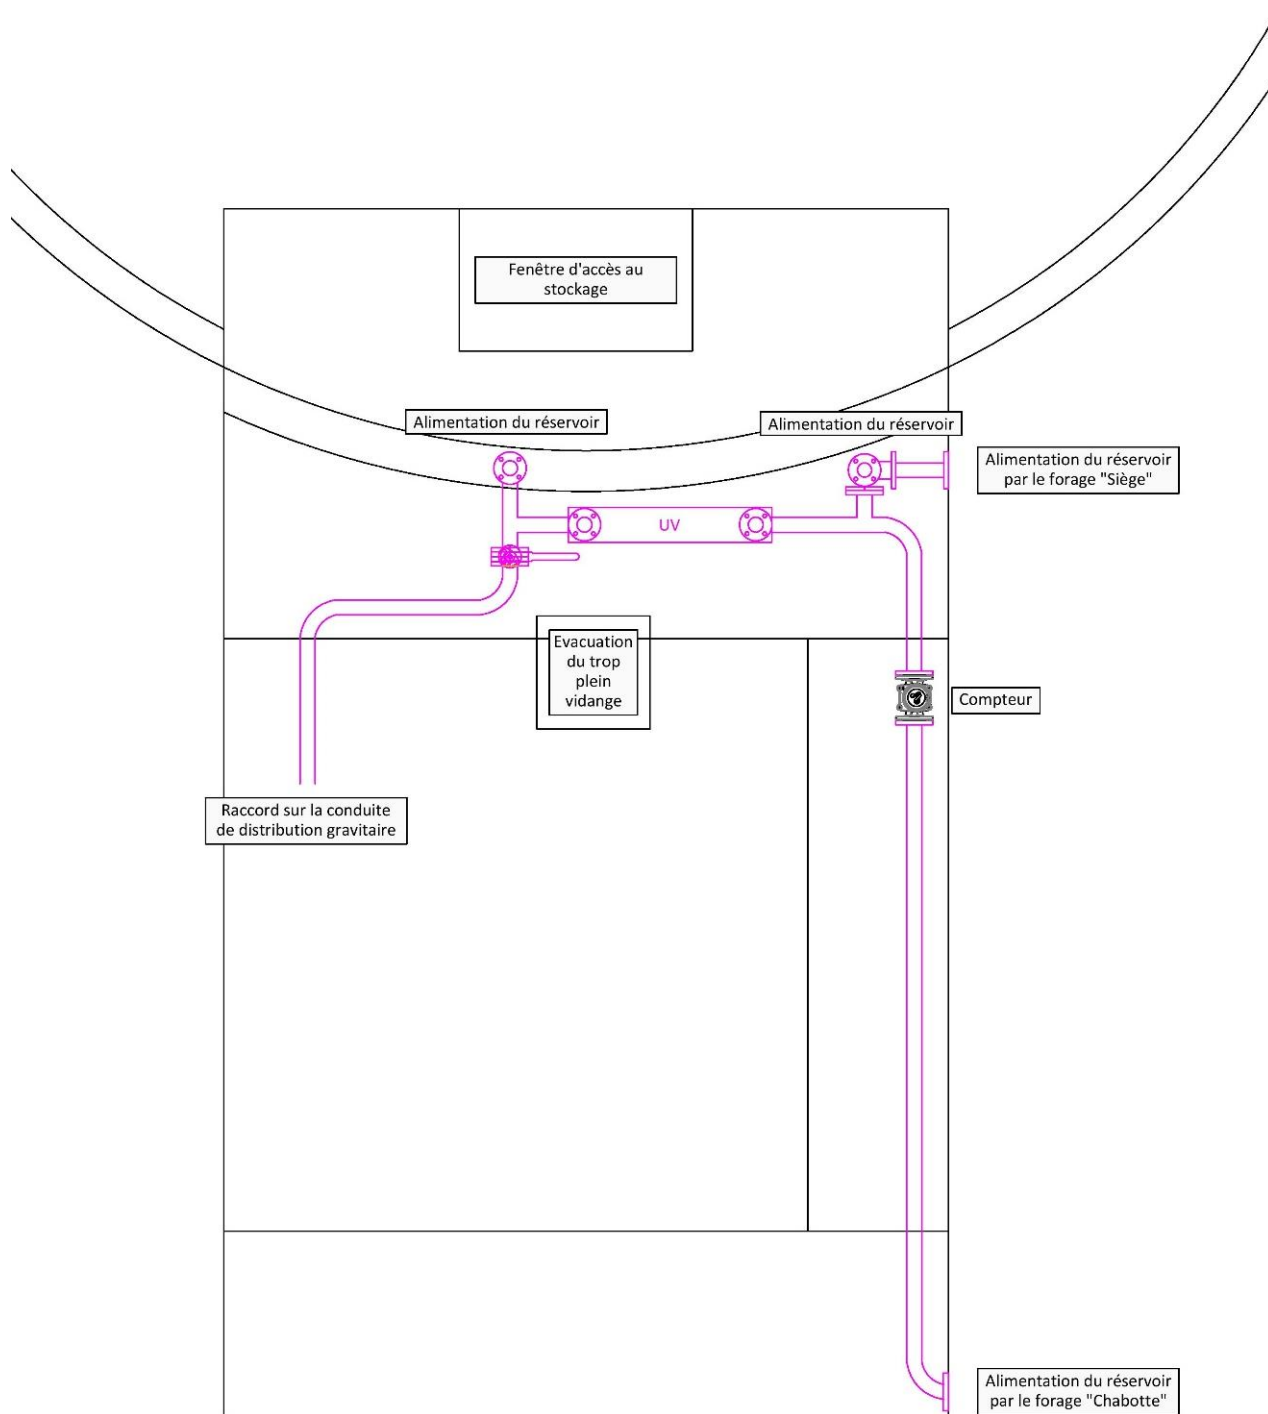 Fenêtre d'accès au
stockage
Alimentation du réservoir
Alimentation du réservoir
Alimentation du réservoir
par le forage "Siège"
UV
Evacuation
du trop
plein
vidange
Compteur
Raccord sur la conduite
de distribution gravitaire
Alimentation du réservoir
par le forage "Chabotte"